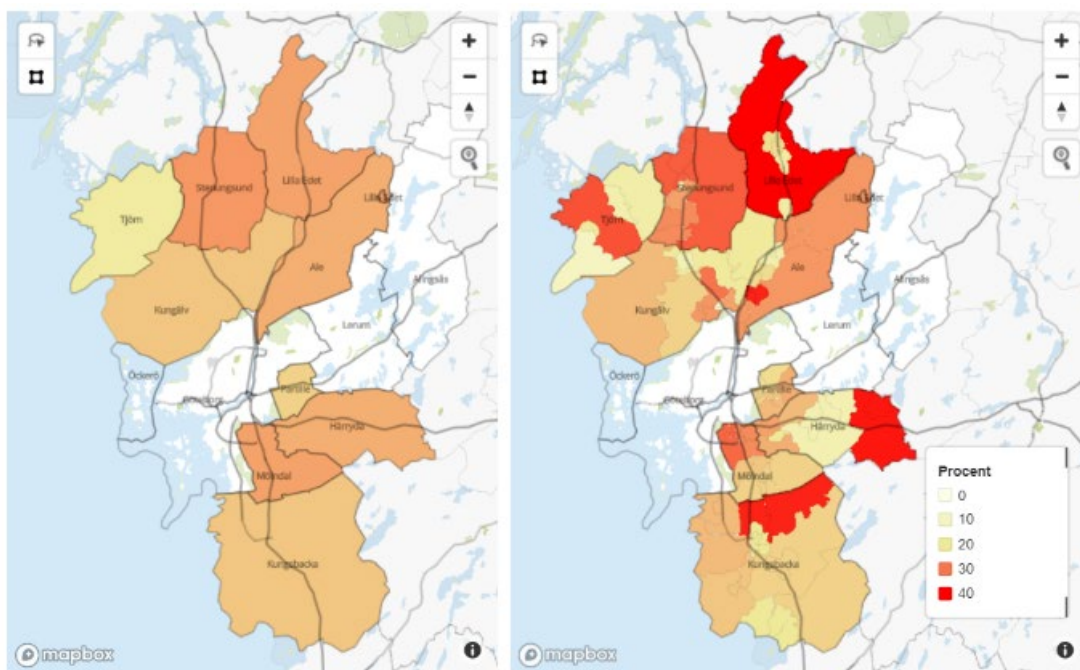 Stenungsund
Lilla Edet
Lilla Edet
Tjörn
Ale
Alingsås
Kungälv
Lerum
Öckerö
Partille
Göteborg
Härryda
Mölndal
Kungsbacka
mapbox
Stenungsund
Lilla Edet
Lilla Edet
Tjörn
Ale
Alingsås
Kungälv
Lerum
Öckerö
Partille
Göteborg
Härryda
Mölndal
Kungsbacka
Procent
0
10
20
30
40
mapbox